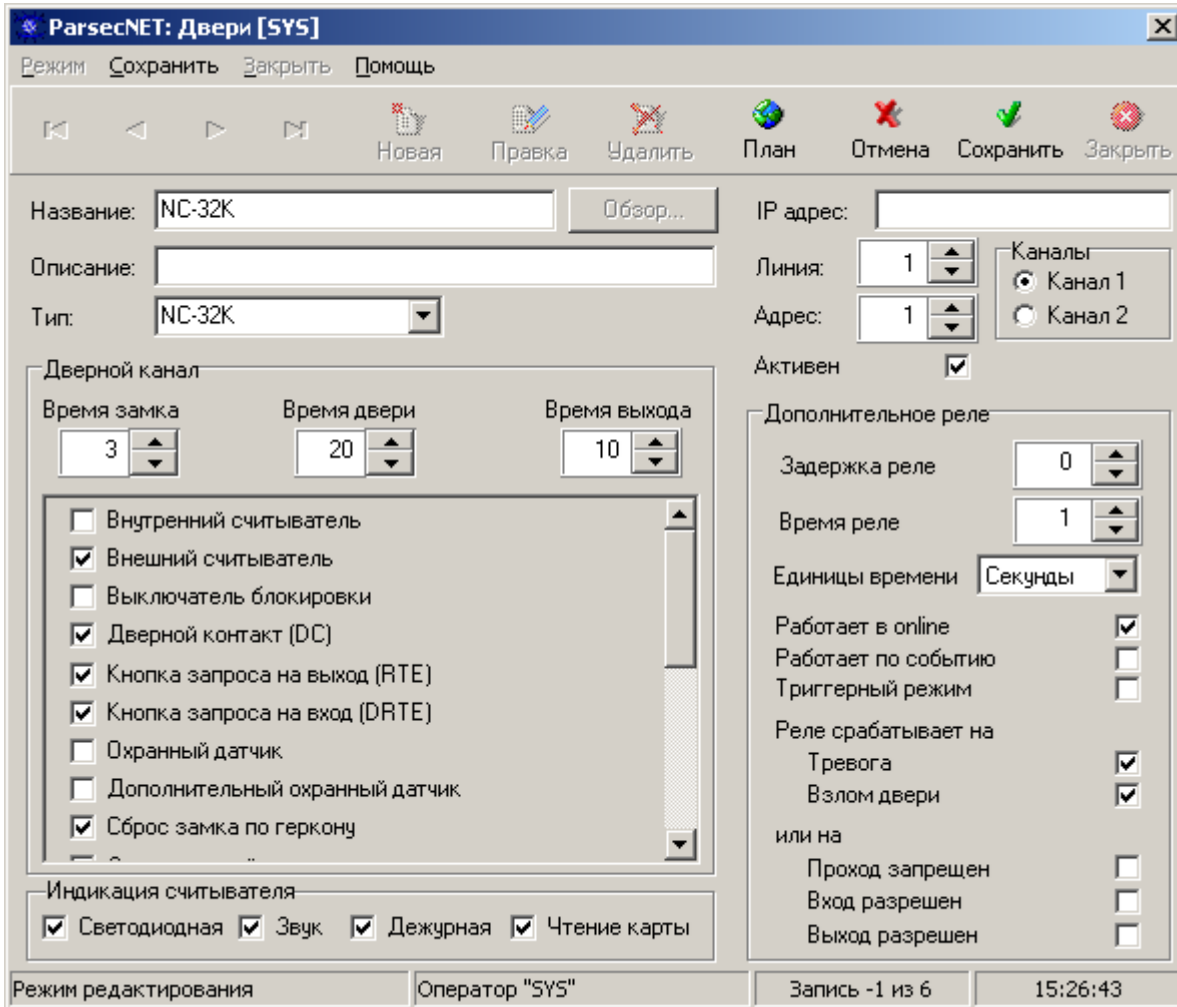 ParsecNET: Двери [SYS]
Режим Сохранить Закрыть Помощь
Новая Правка Удалить План Отмена Сохранить Закрыть
Название: NC-32K Обзор... IP адрес:
Описание: Линия: 1 Каналы
Канал 1
Тип: NC-32K Адрес: 1 Канал 2
Активен
Дверной канал
Время замка Время двери Время выхода
3 20 10
Внутренний считыватель
Внешний считыватель
Выключатель блокировки
Дверной контакт (DC)
Кнопка запроса на выход (RTE)
Кнопка запроса на вход (DRTE)
Охранный датчик
Дополнительный охранный датчик
Сброс замка по геркону
Индикация считывателя
Светодиодная Звук Дежурная Чтение карты
Дополнительное реле
Задержка реле 0
Время реле 1
Единицы времени Секунды
Работает в online
Работает по событию
Триггерный режим
Реле срабатывает на
Тревога
Взлом двери
или на
Проход запрещен
Вход разрешен
Выход разрешен
Режим редактирования Оператор "SYS" Запись -1 из 6 15:26:43